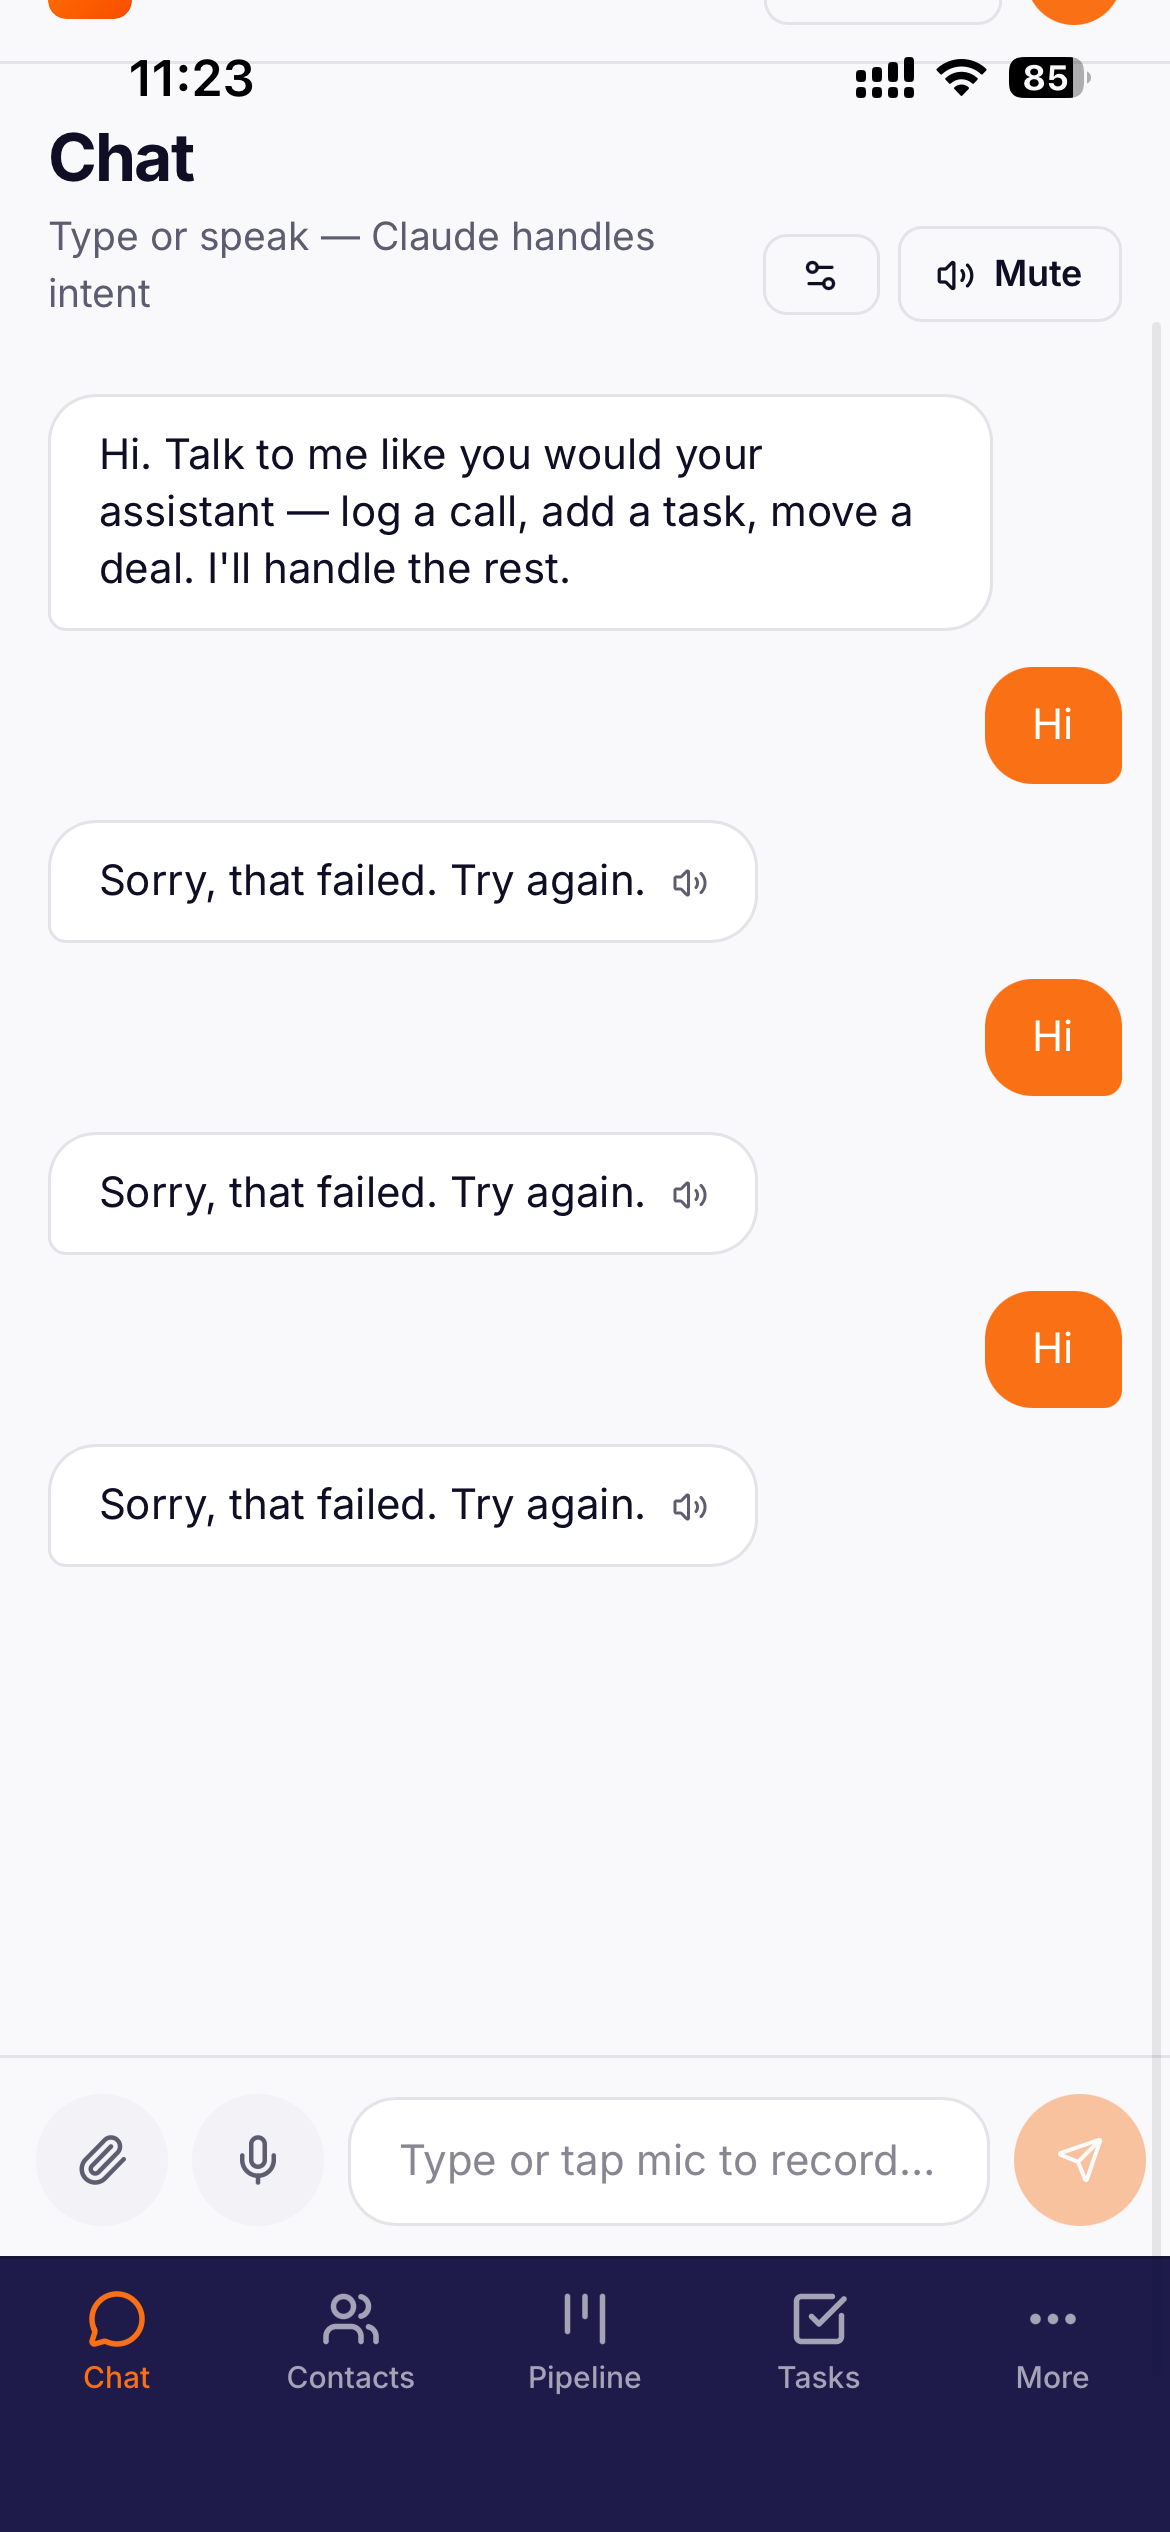 11:23
85
Chat
Type or speak — Claude handles
intent
Mute
Hi. Talk to me like you would your
assistant — log a call, add a task, move a
deal. I'll handle the rest.
Hi
Sorry, that failed. Try again.
Hi
Sorry, that failed. Try again.
Hi
Sorry, that failed. Try again.
Type or tap mic to record...
Chat
Contacts
Pipeline
Tasks
More